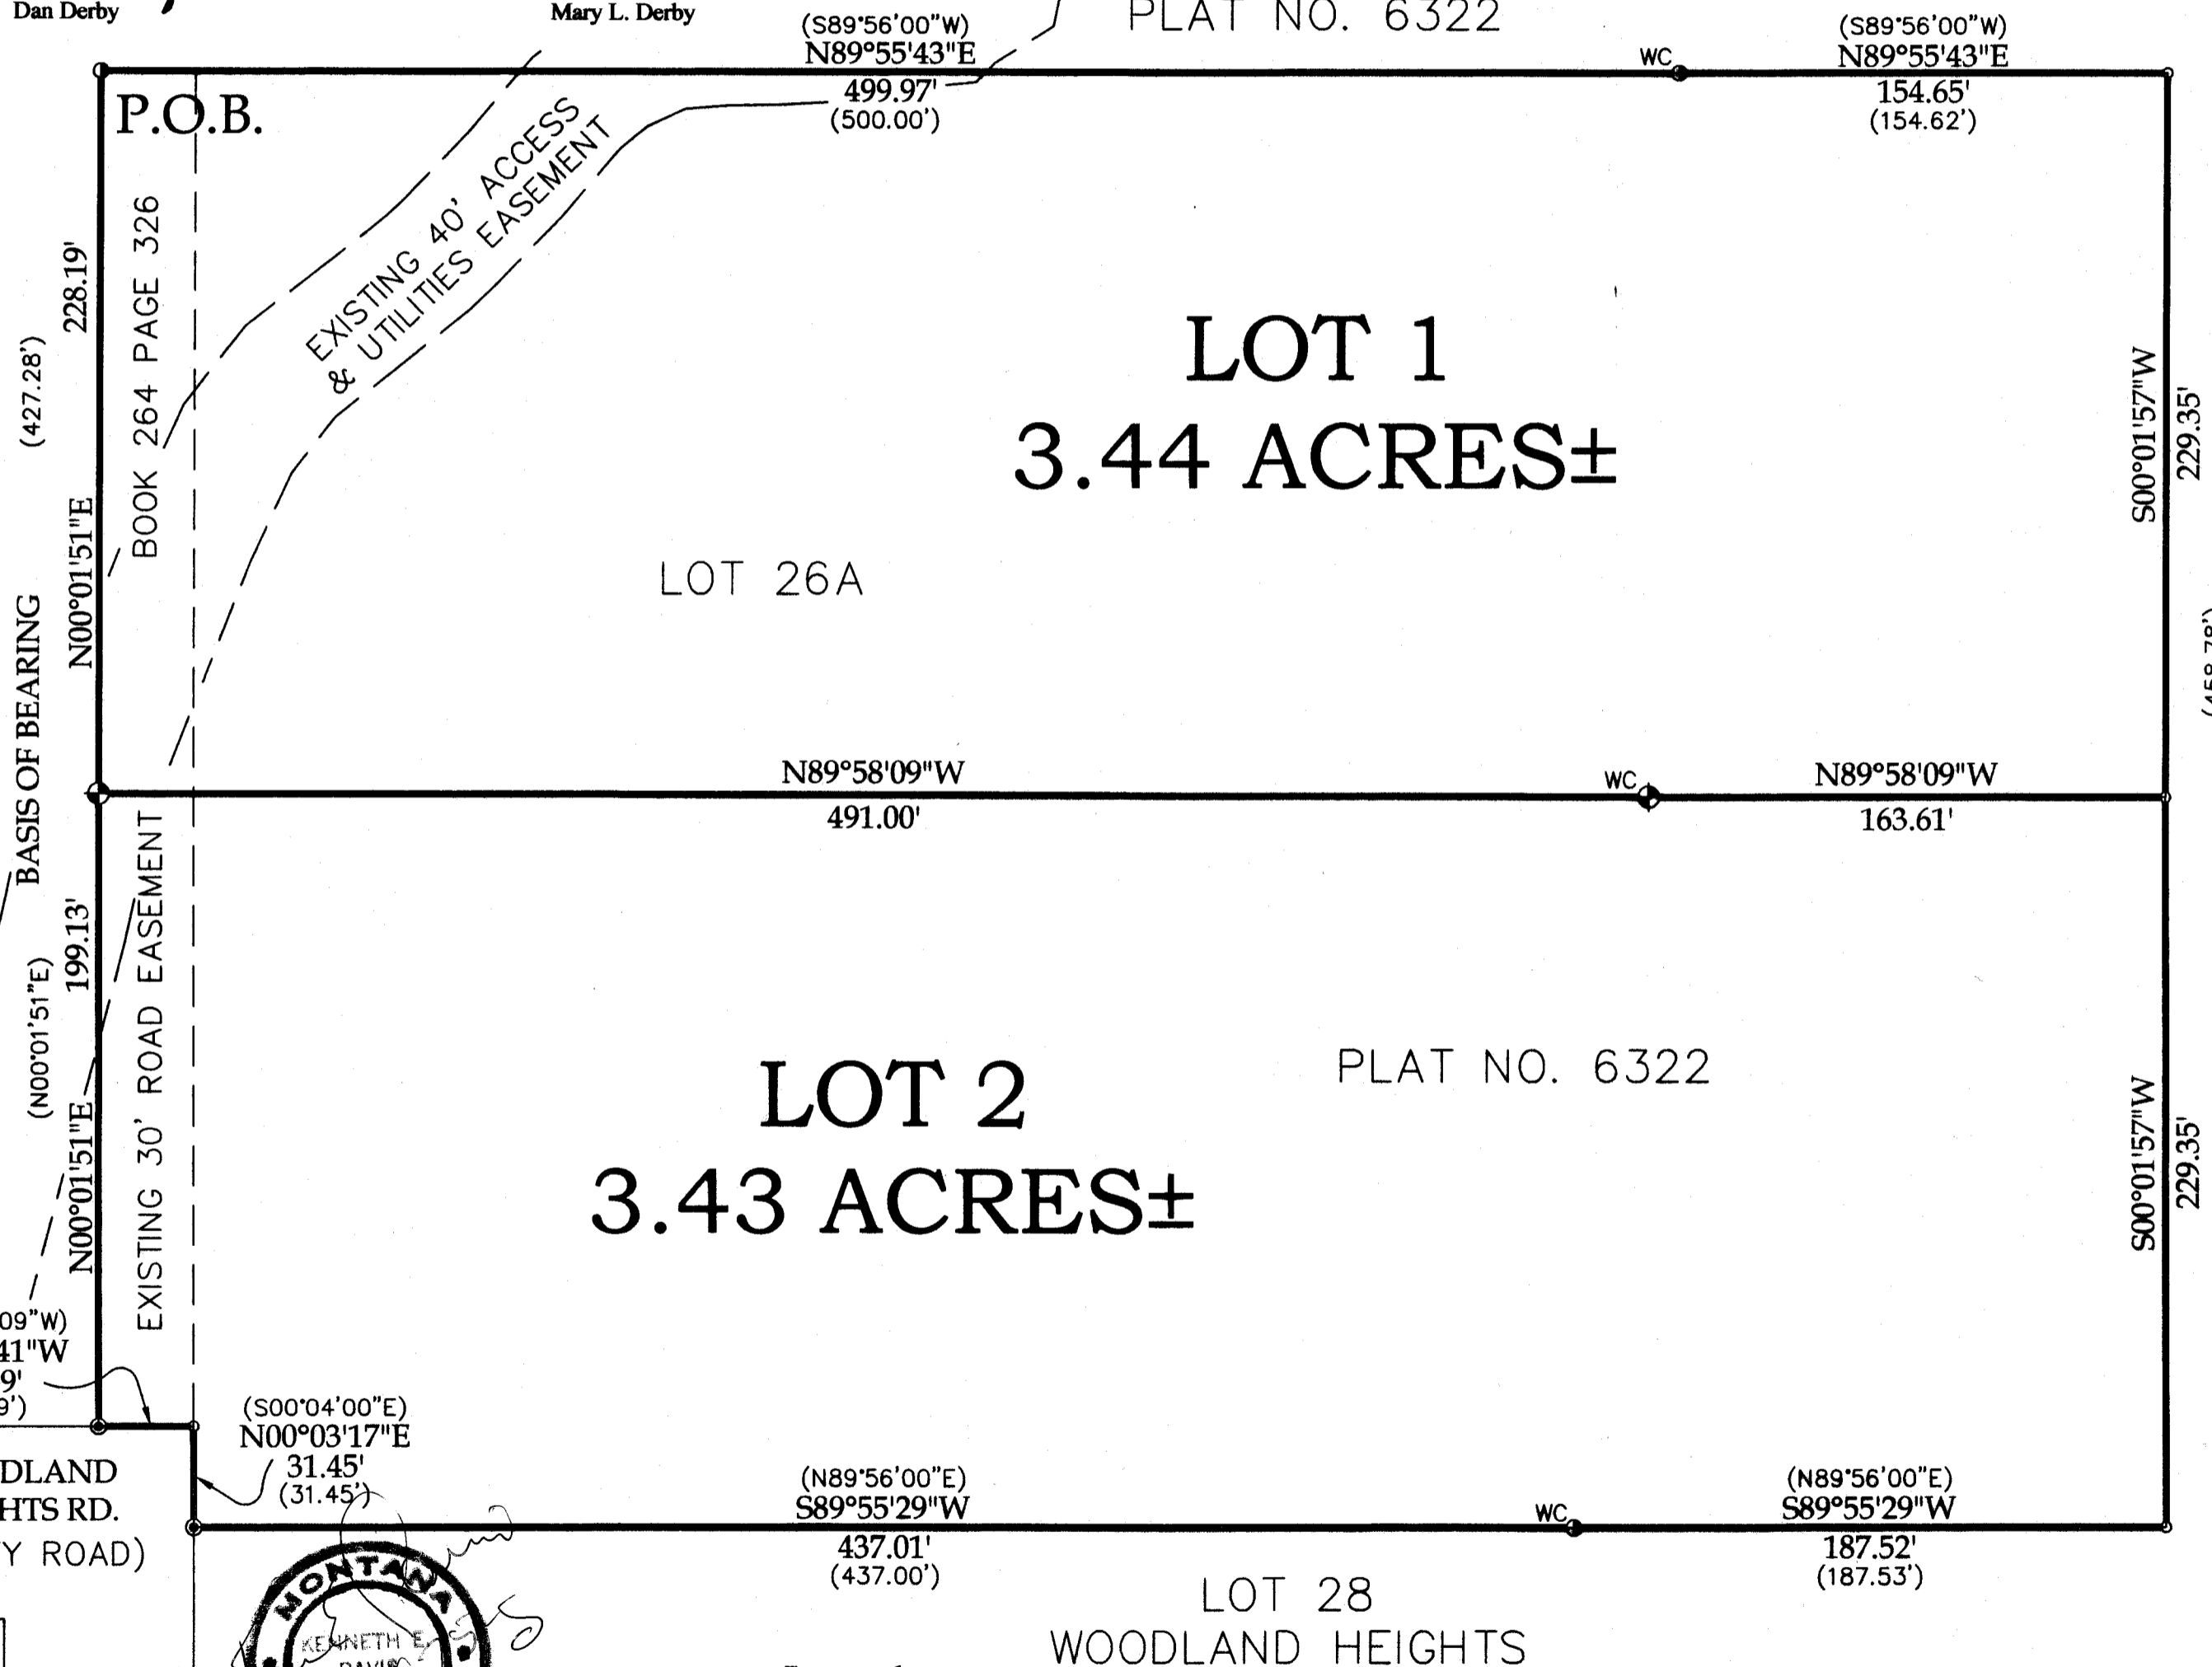 Dan Derby
Mary L. Derby
PLAT NO. 6322
(S89°56'00"W)
N89°55'43"E
499.97'
(500.00')
WC
(S89°56'00"W)
N89°55'43"E
154.65'
(154.62')
P.O.B.
EXISTING 40' ACCESS
& UTILITIES EASEMENT
BOOK 264 PAGE 326
228.19'
(427.28')
N00°01'51"E
BASIS OF BEARING
LOT 1
3.44 ACRES±
S00°01'57"W
229.35'
LOT 26A
(458.78')
N89°58'09"W
491.00'
WC
N89°58'09"W
163.61'
EXISTING 30' ROAD EASEMENT
199.13'
(N00°01'51"E)
N00°01'51"E
LOT 2
3.43 ACRES±
PLAT NO. 6322
S00°01'57"W
229.35'
09"W)
41"W
9'
9')
(S00°04'00"E)
N00°03'17"E
31.45'
(31.45')
DLAND
HTS RD.
Y ROAD)
(N89°56'00"E)
S89°55'29"W
437.01'
(437.00')
WC
(N89°56'00"E)
S89°55'29"W
187.52'
(187.53')
LOT 28
WOODLAND HEIGHTS
MONTANA
KENNETH E.
DAVIS